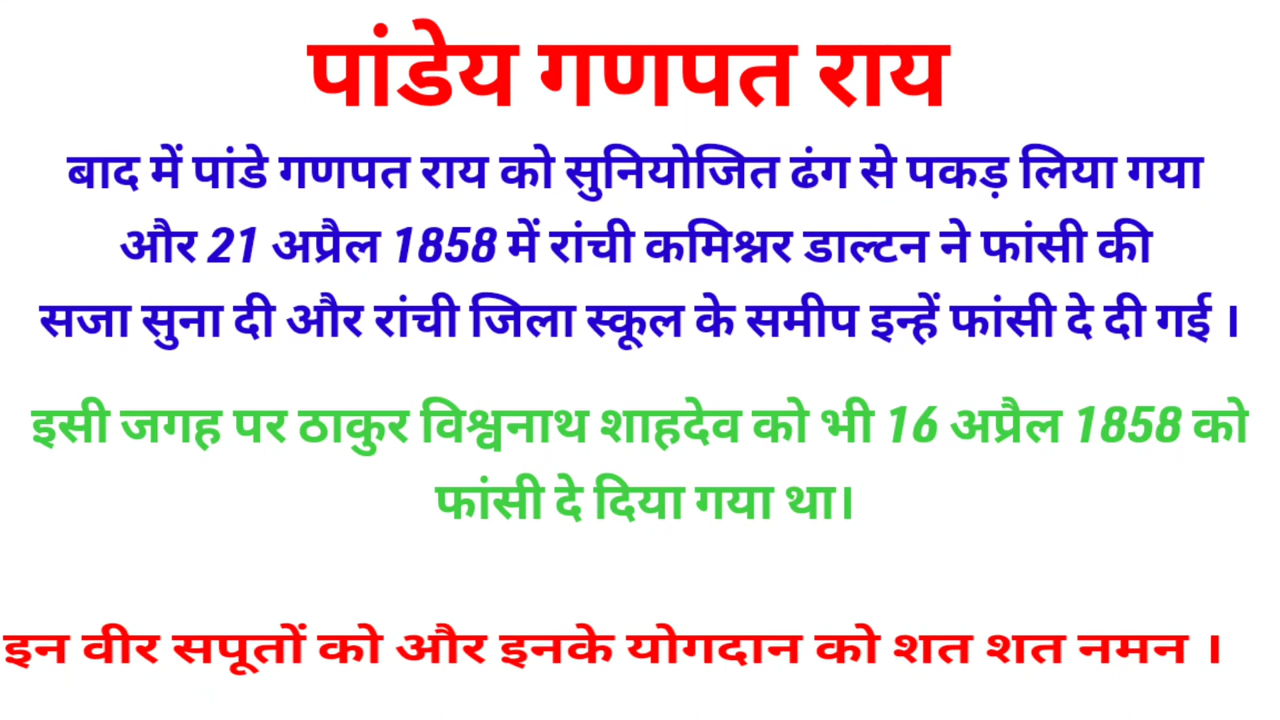 पांडेय गणपत राय
बाद में पांडे गणपत राय को सुनियोजित ढंग से पकड़ लिया गया
और 21 अप्रैल 1858 में रांची कमिश्नर डाल्टन ने फांसी की
सजा सुना दी और रांची जिला स्कूल के समीप इन्हें फांसी दे दी गई ।
इसी जगह पर ठाकुर विश्वनाथ शाहदेव को भी 16 अप्रैल 1858 को
फांसी दे दिया गया था।
इन वीर सपूतों को और इनके योगदान को शत शत नमन ।